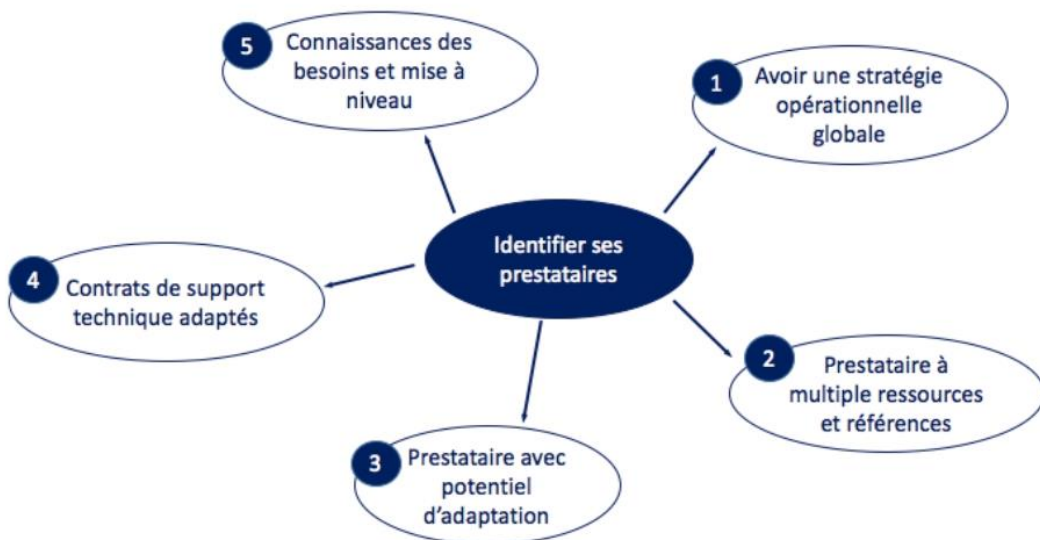 Identifier ses
prestataires
1
Avoir une stratégie
opérationnelle
globale
2
Prestataire à
multiple ressources
et références
3
Prestataire avec
potentiel
d'adaptation
4
Contrats de support
technique adaptés
5
Connaissances des
besoins et mise à
niveau